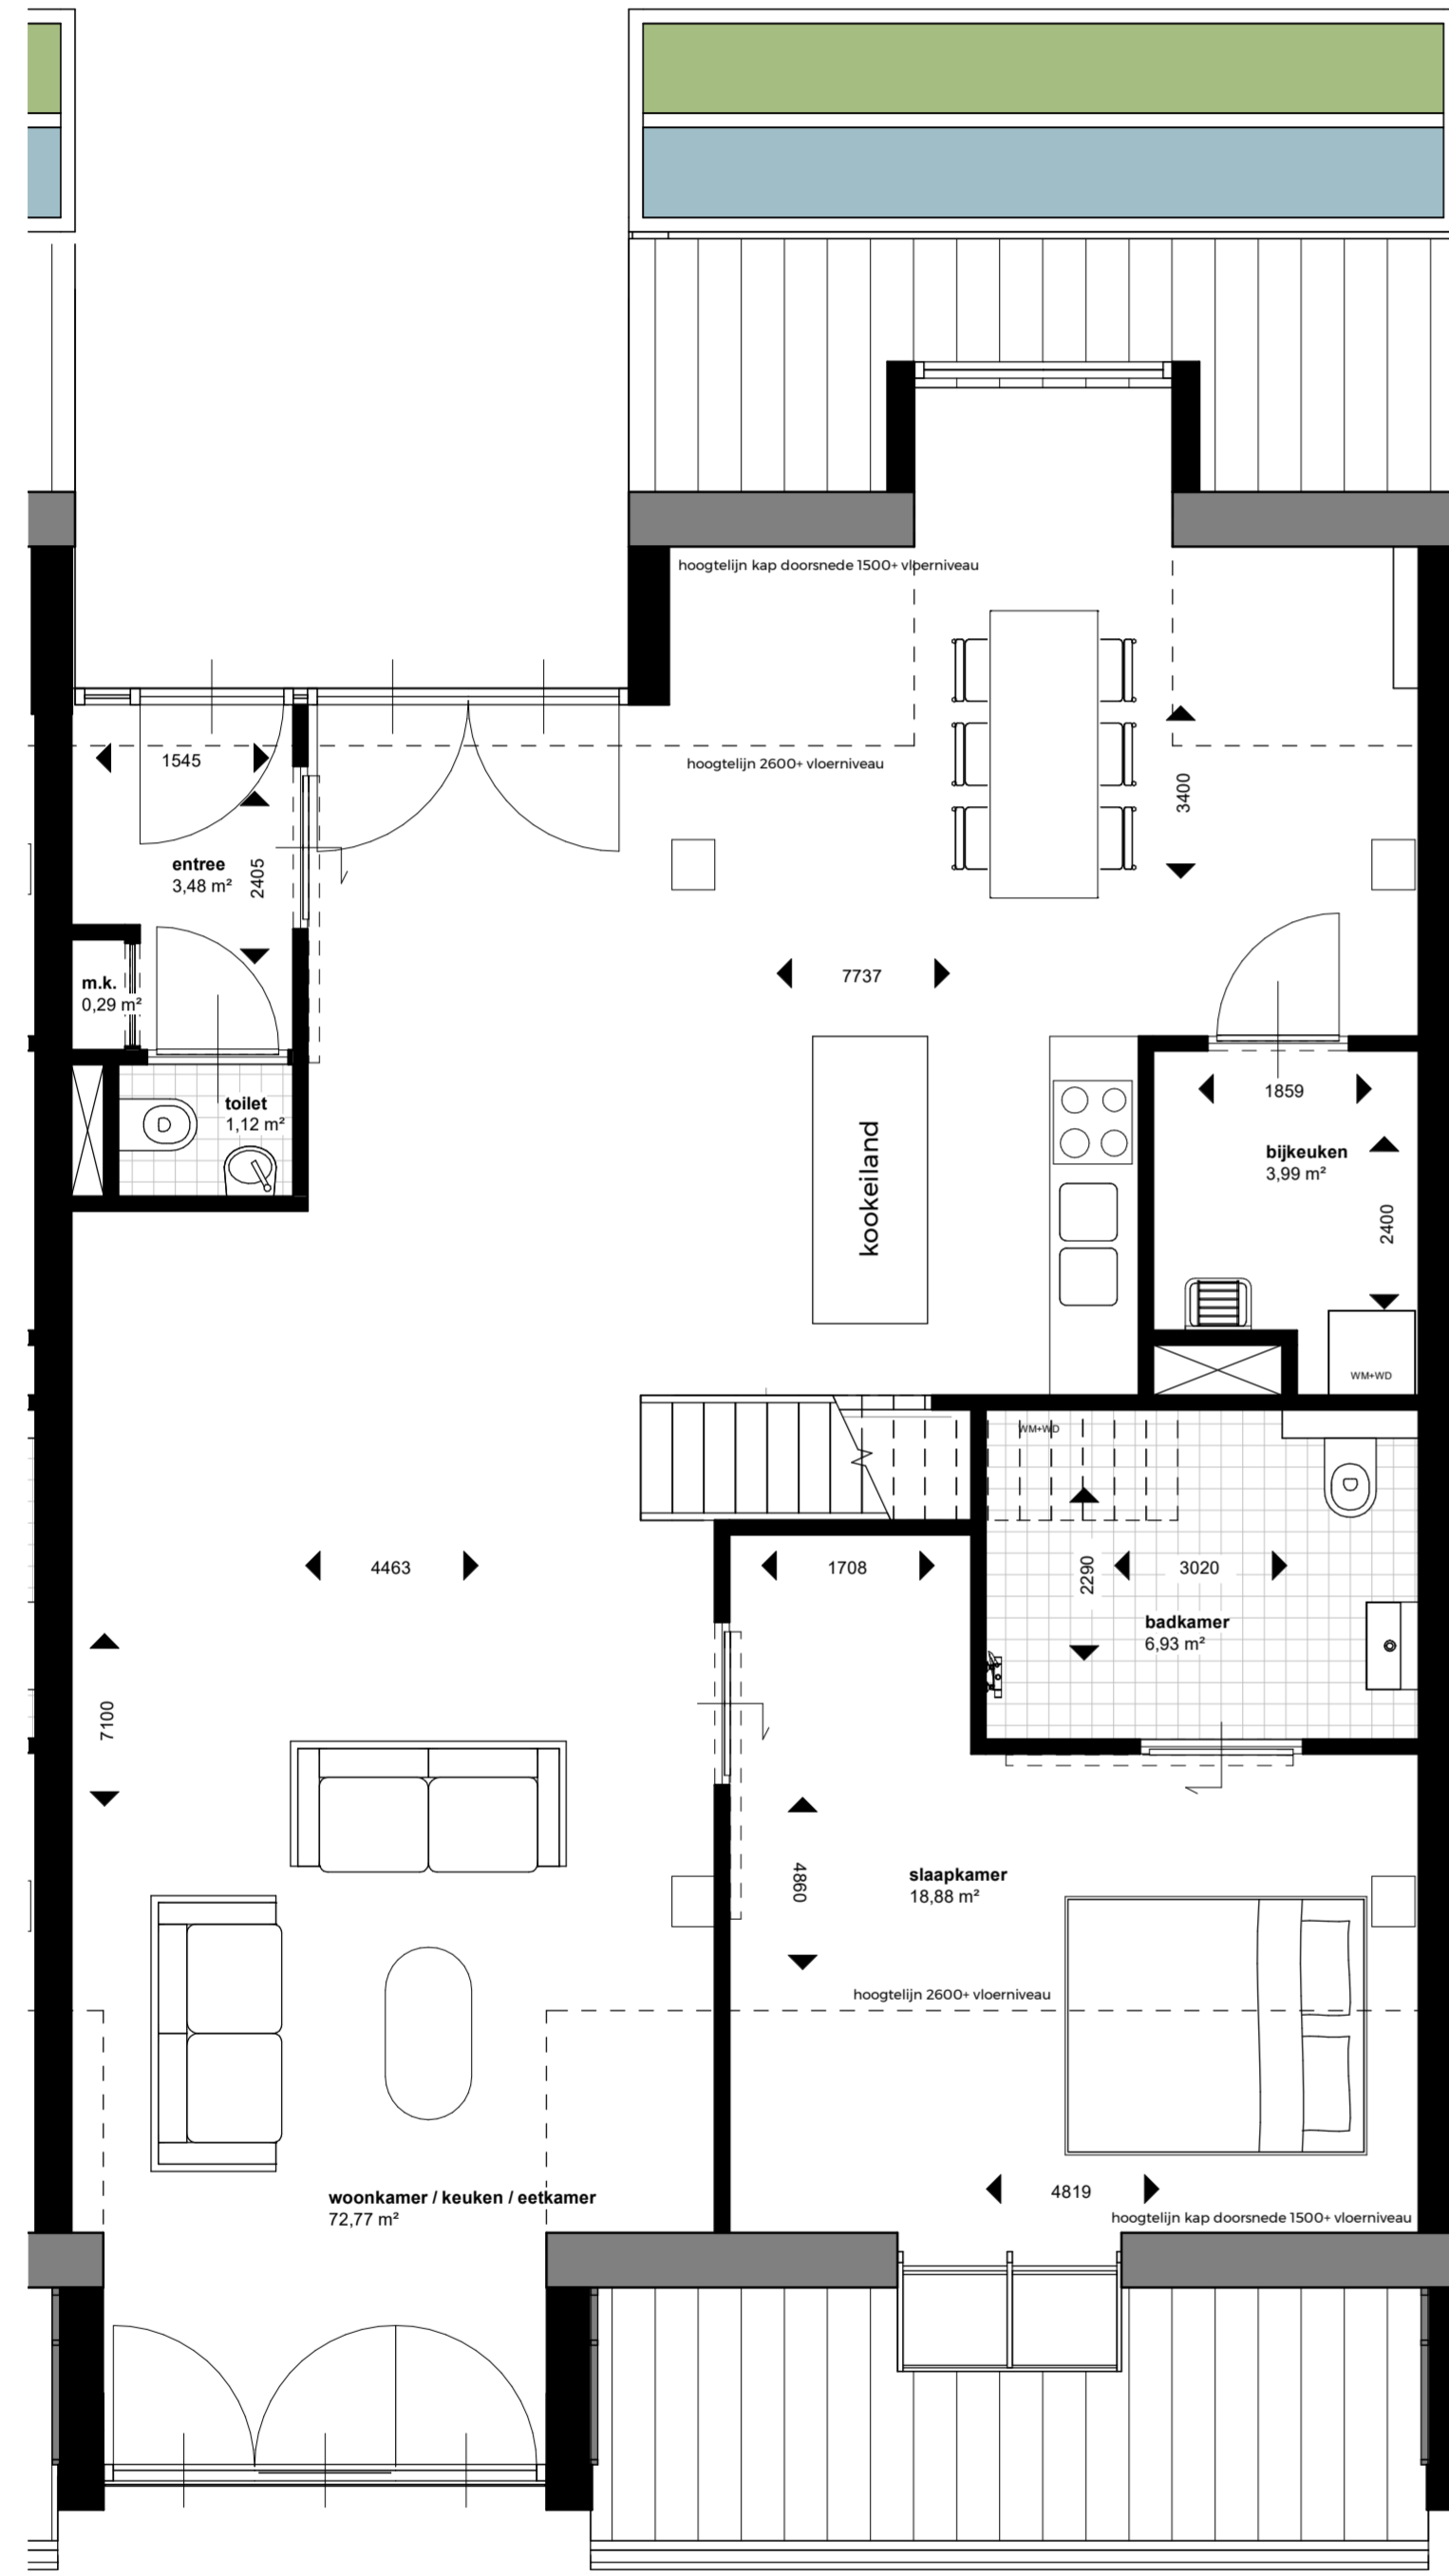 hoogtelijn kap doorsnede 1500+ vloerniveau
1545
hoogtelijn 2600+ vloerniveau
3400
entree
3,48 m²
2405
7737
m.k.
0,29 m²
1859
toilet
1,12 m²
kookeiland
bijkeuken
3,99 m²
2400
WM+WD
WM+WD
4463
1708
2290
3020
badkamer
6,93 m²
7100
4860
slaapkamer
18,88 m²
hoogtelijn 2600+ vloerniveau
4819
woonkamer / keuken / eetkamer
72,77 m²
hoogtelijn kap doorsnede 1500+ vloerniveau